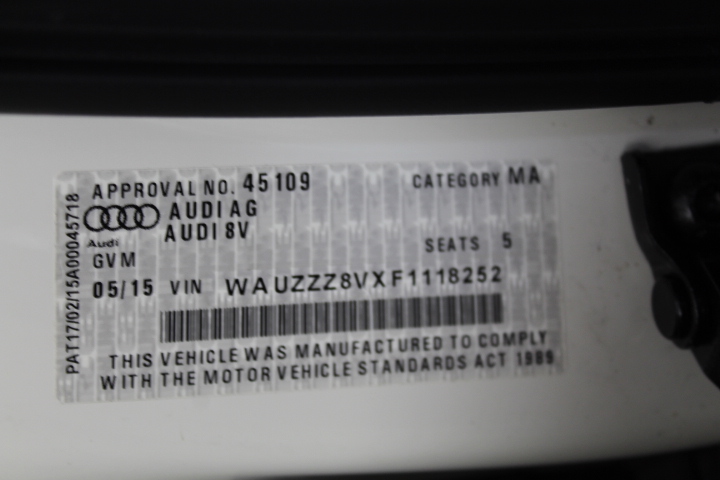 APPROVAL NO. 45109 CATEGORY MA
AUDI AG
Audi AUDI 8V
GVM SEATS 5
05/15 VIN WAUZZZ8VXF1118252
THIS VEHICLE WAS MANUFACTURED TO COMPLY
WITH THE MOTOR VEHICLE STANDARDS ACT 1989
PAT17/02/15A00045718